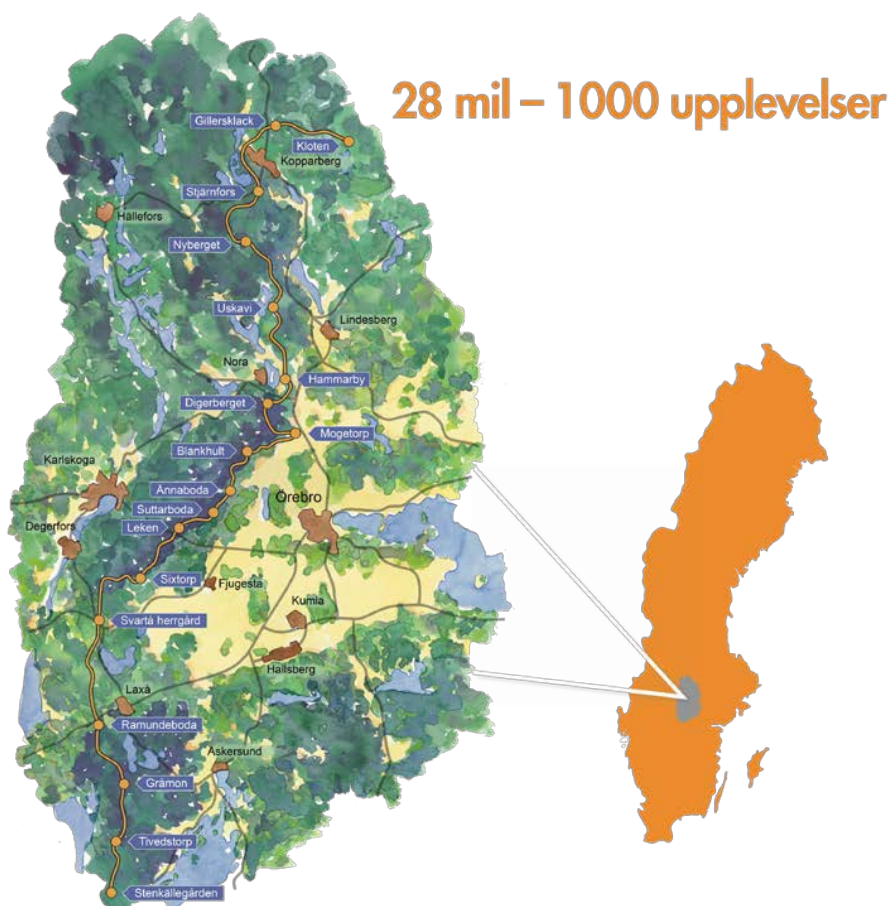 28 mil – 1000 upplevelser
Gillersklack
Kloten
Kopparberg
Stjärnfors
Hällefors
Nyberget
Uskavi
Lindesberg
Nora
Hammarby
Digerberget
Mogetorp
Blankhult
Karlskoga
Ånnaboda
Örebro
Suttarboda
Leken
Degerfors
Sixtorp
Fjugesta
Svartå herrgård
Kumla
Hallsberg
Laxå
Ramundeboda
Askersund
Gråmon
Tivedstorp
Stenkällegården